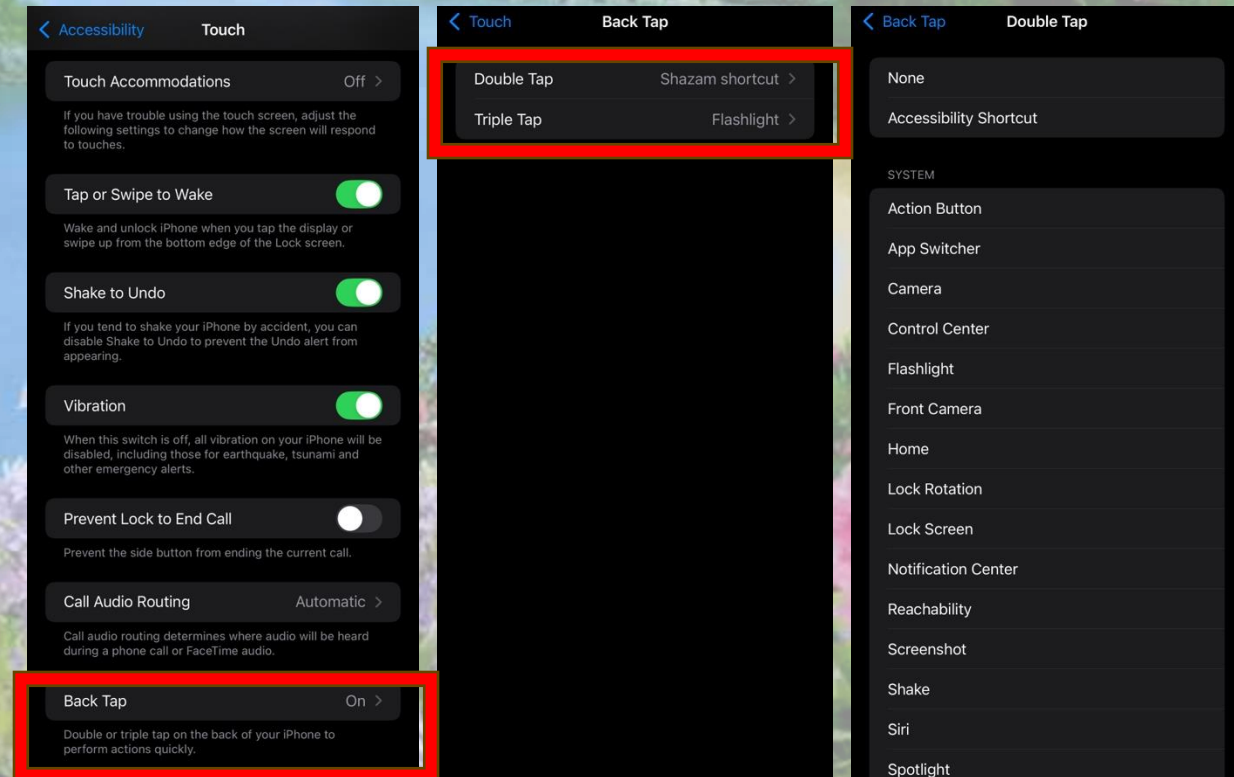 Accessibility
Touch
Touch Accommodations Off
If you have trouble using the touch screen, adjust the
following settings to change how the screen will respond
to touches.
Tap or Swipe to Wake
Wake and unlock iPhone when you tap the display or
swipe up from the bottom edge of the Lock screen.
Shake to Undo
If you tend to shake your iPhone by accident, you can
disable Shake to Undo to prevent the Undo alert from
appearing.
Vibration
When this switch is off, all vibration on your iPhone will be
disabled, including those for earthquake, tsunami and
other emergency alerts.
Prevent Lock to End Call
Prevent the side button from ending the current call.
Call Audio Routing Automatic
Call audio routing determines where audio will be heard
during a phone call or FaceTime audio.
Back Tap On
Double or triple tap on the back of your iPhone to
perform actions quickly.
Touch
Back Tap
Double Tap Shazam shortcut
Triple Tap Flashlight
Back Tap
Double Tap
None
Accessibility Shortcut
SYSTEM
Action Button
App Switcher
Camera
Control Center
Flashlight
Front Camera
Home
Lock Rotation
Lock Screen
Notification Center
Reachability
Screenshot
Shake
Siri
Spotlight